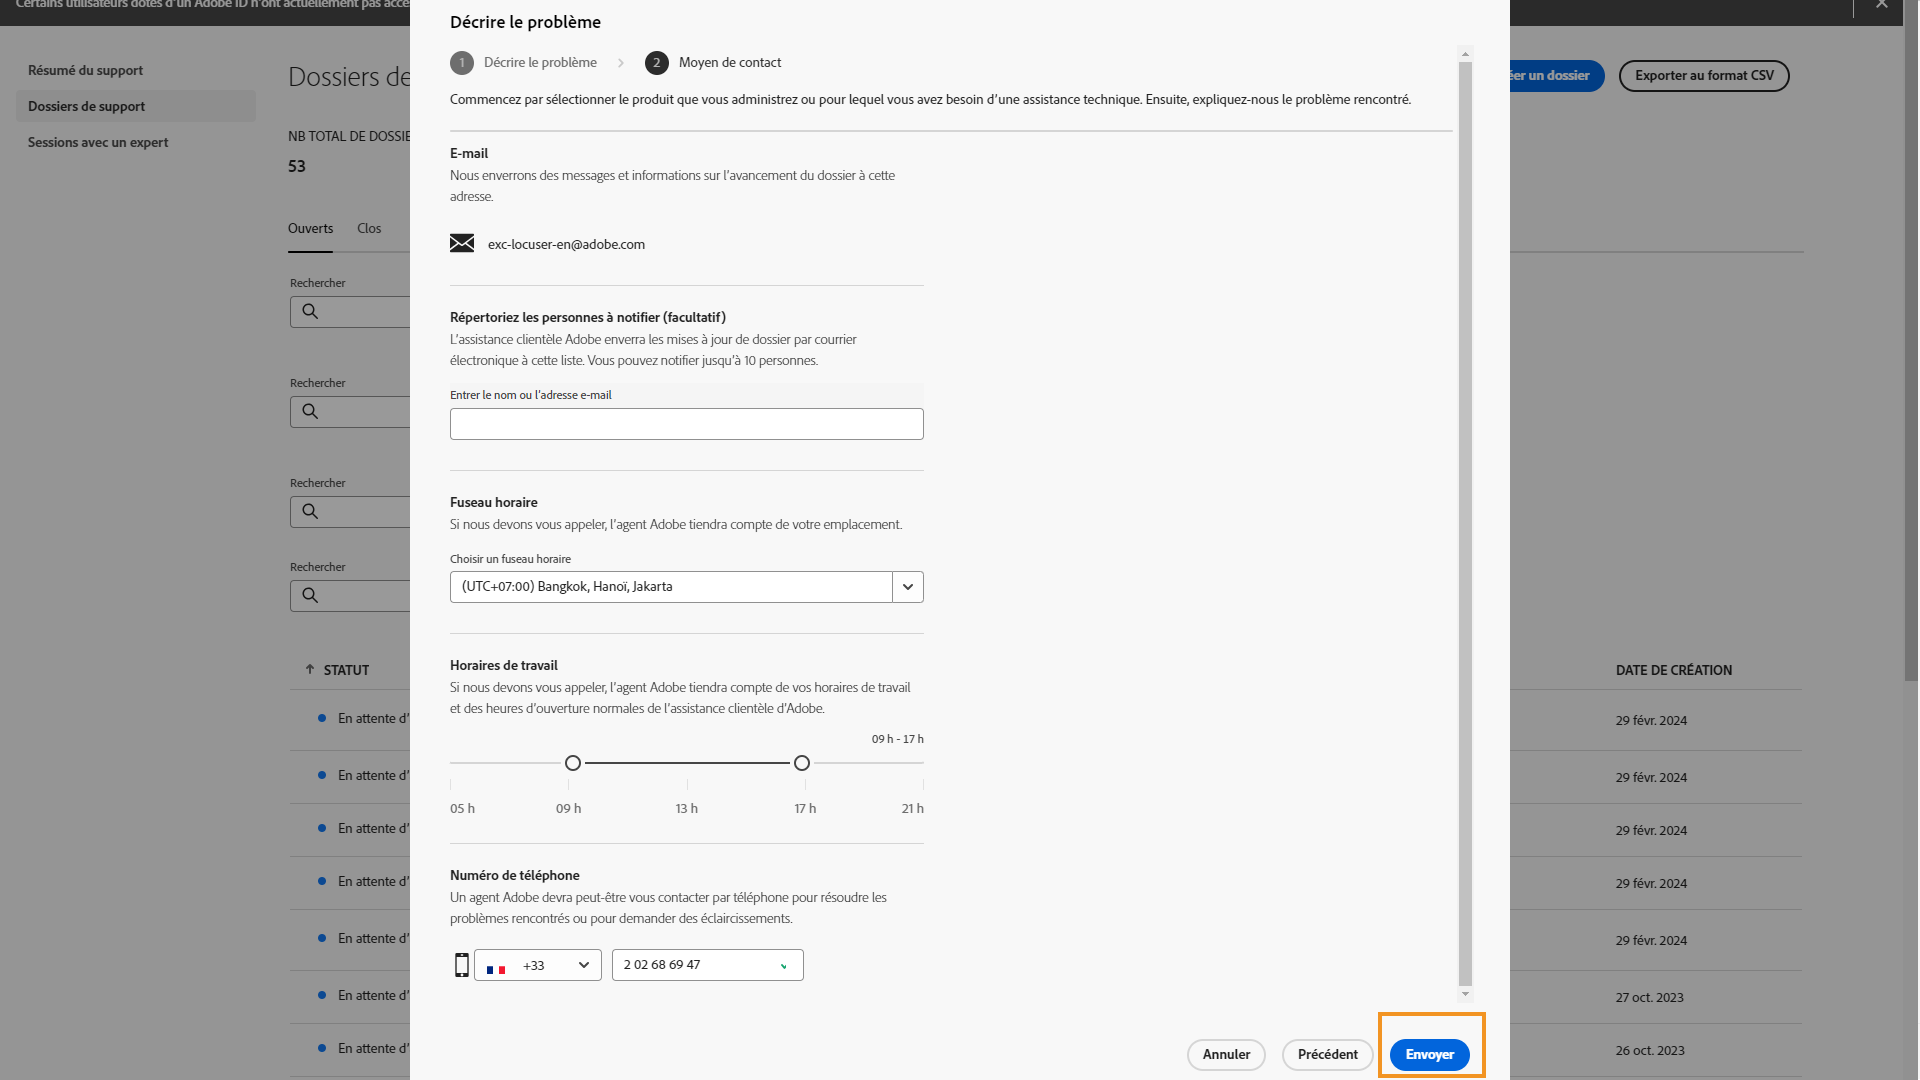 Certains utilisateurs dotés d'un Adobe ID n'ont actuellement pas accè
Résumé du support
Dossiers de support
Sessions avec un expert
Dossiers de
NB TOTAL DE DOSSIE
53
Ouverts Clos
Rechercher
Rechercher
Rechercher
Rechercher
STATUT
En attente d'
En attente d'
En attente d'
En attente d'
En attente d'
En attente d'
En attente d'
Décrire le problème
1 Décrire le problème 2 Moyen de contact
Commencez par sélectionner le produit que vous administrez ou pour lequel vous avez besoin d'une assistance technique. Ensuite, expliquez-nous le problème rencontré.
E-mail
Nous enverrons des messages et informations sur l'avancement du dossier à cette
adresse.
exc-locuser-en@adobe.com
Répertoriez les personnes à notifier (facultatif)
L'assistance clientèle Adobe enverra les mises à jour de dossier par courrier
électronique à cette liste. Vous pouvez notifier jusqu'à 10 personnes.
Entrer le nom ou l'adresse e-mail
Fuseau horaire
Si nous devons vous appeler, l'agent Adobe tiendra compte de votre emplacement.
Choisir un fuseau horaire
(UTC+07:00) Bangkok, Hanoï, Jakarta
Horaires de travail
Si nous devons vous appeler, l'agent Adobe tiendra compte de vos horaires de travail
et des heures d'ouverture normales de l'assistance clientèle d'Adobe.
09 h - 17 h
05 h 09 h 13 h 17 h 21 h
Numéro de téléphone
Un agent Adobe devra peut-être vous contacter par téléphone pour résoudre les
problèmes rencontrés ou pour demander des éclaircissements.
+33 2 02 68 69 47
Annuler Précédent Envoyer
éer un dossier Exporter au format CSV
DATE DE CRÉATION
29 févr. 2024
29 févr. 2024
29 févr. 2024
29 févr. 2024
29 févr. 2024
27 oct. 2023
26 oct. 2023